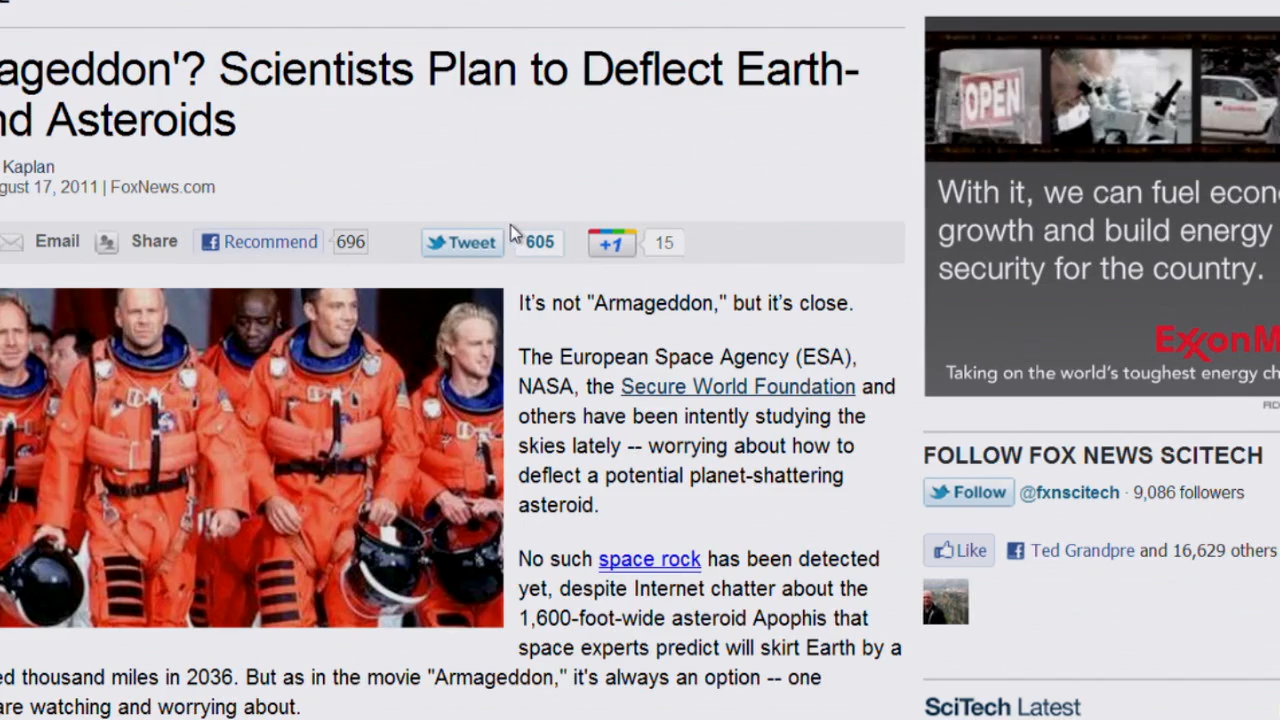 ageddon'? Scientists Plan to Deflect Earth-
nd Asteroids
Kaplan
gust 17, 2011 | FoxNews.com
Email
Share
Recommend
696
Tweet
605
+1
15
It's not "Armageddon," but it's close.
The European Space Agency (ESA),
NASA, the Secure World Foundation and
others have been intently studying the
skies lately -- worrying about how to
deflect a potential planet-shattering
asteroid.
No such space rock has been detected
yet, despite Internet chatter about the
1,600-foot-wide asteroid Apophis that
space experts predict will skirt Earth by a
ed thousand miles in 2036. But as in the movie "Armageddon," it's always an option -- one
are watching and worrying about.
OPEN
With it, we can fuel econ
growth and build energy
security for the country.
ExxonM
Taking on the world's toughest energy ch
FOLLOW FOX NEWS SCITECH
Follow @fxnscitech · 9,086 followers
Like
Ted Grandpre and 16,629 others
SciTech Latest